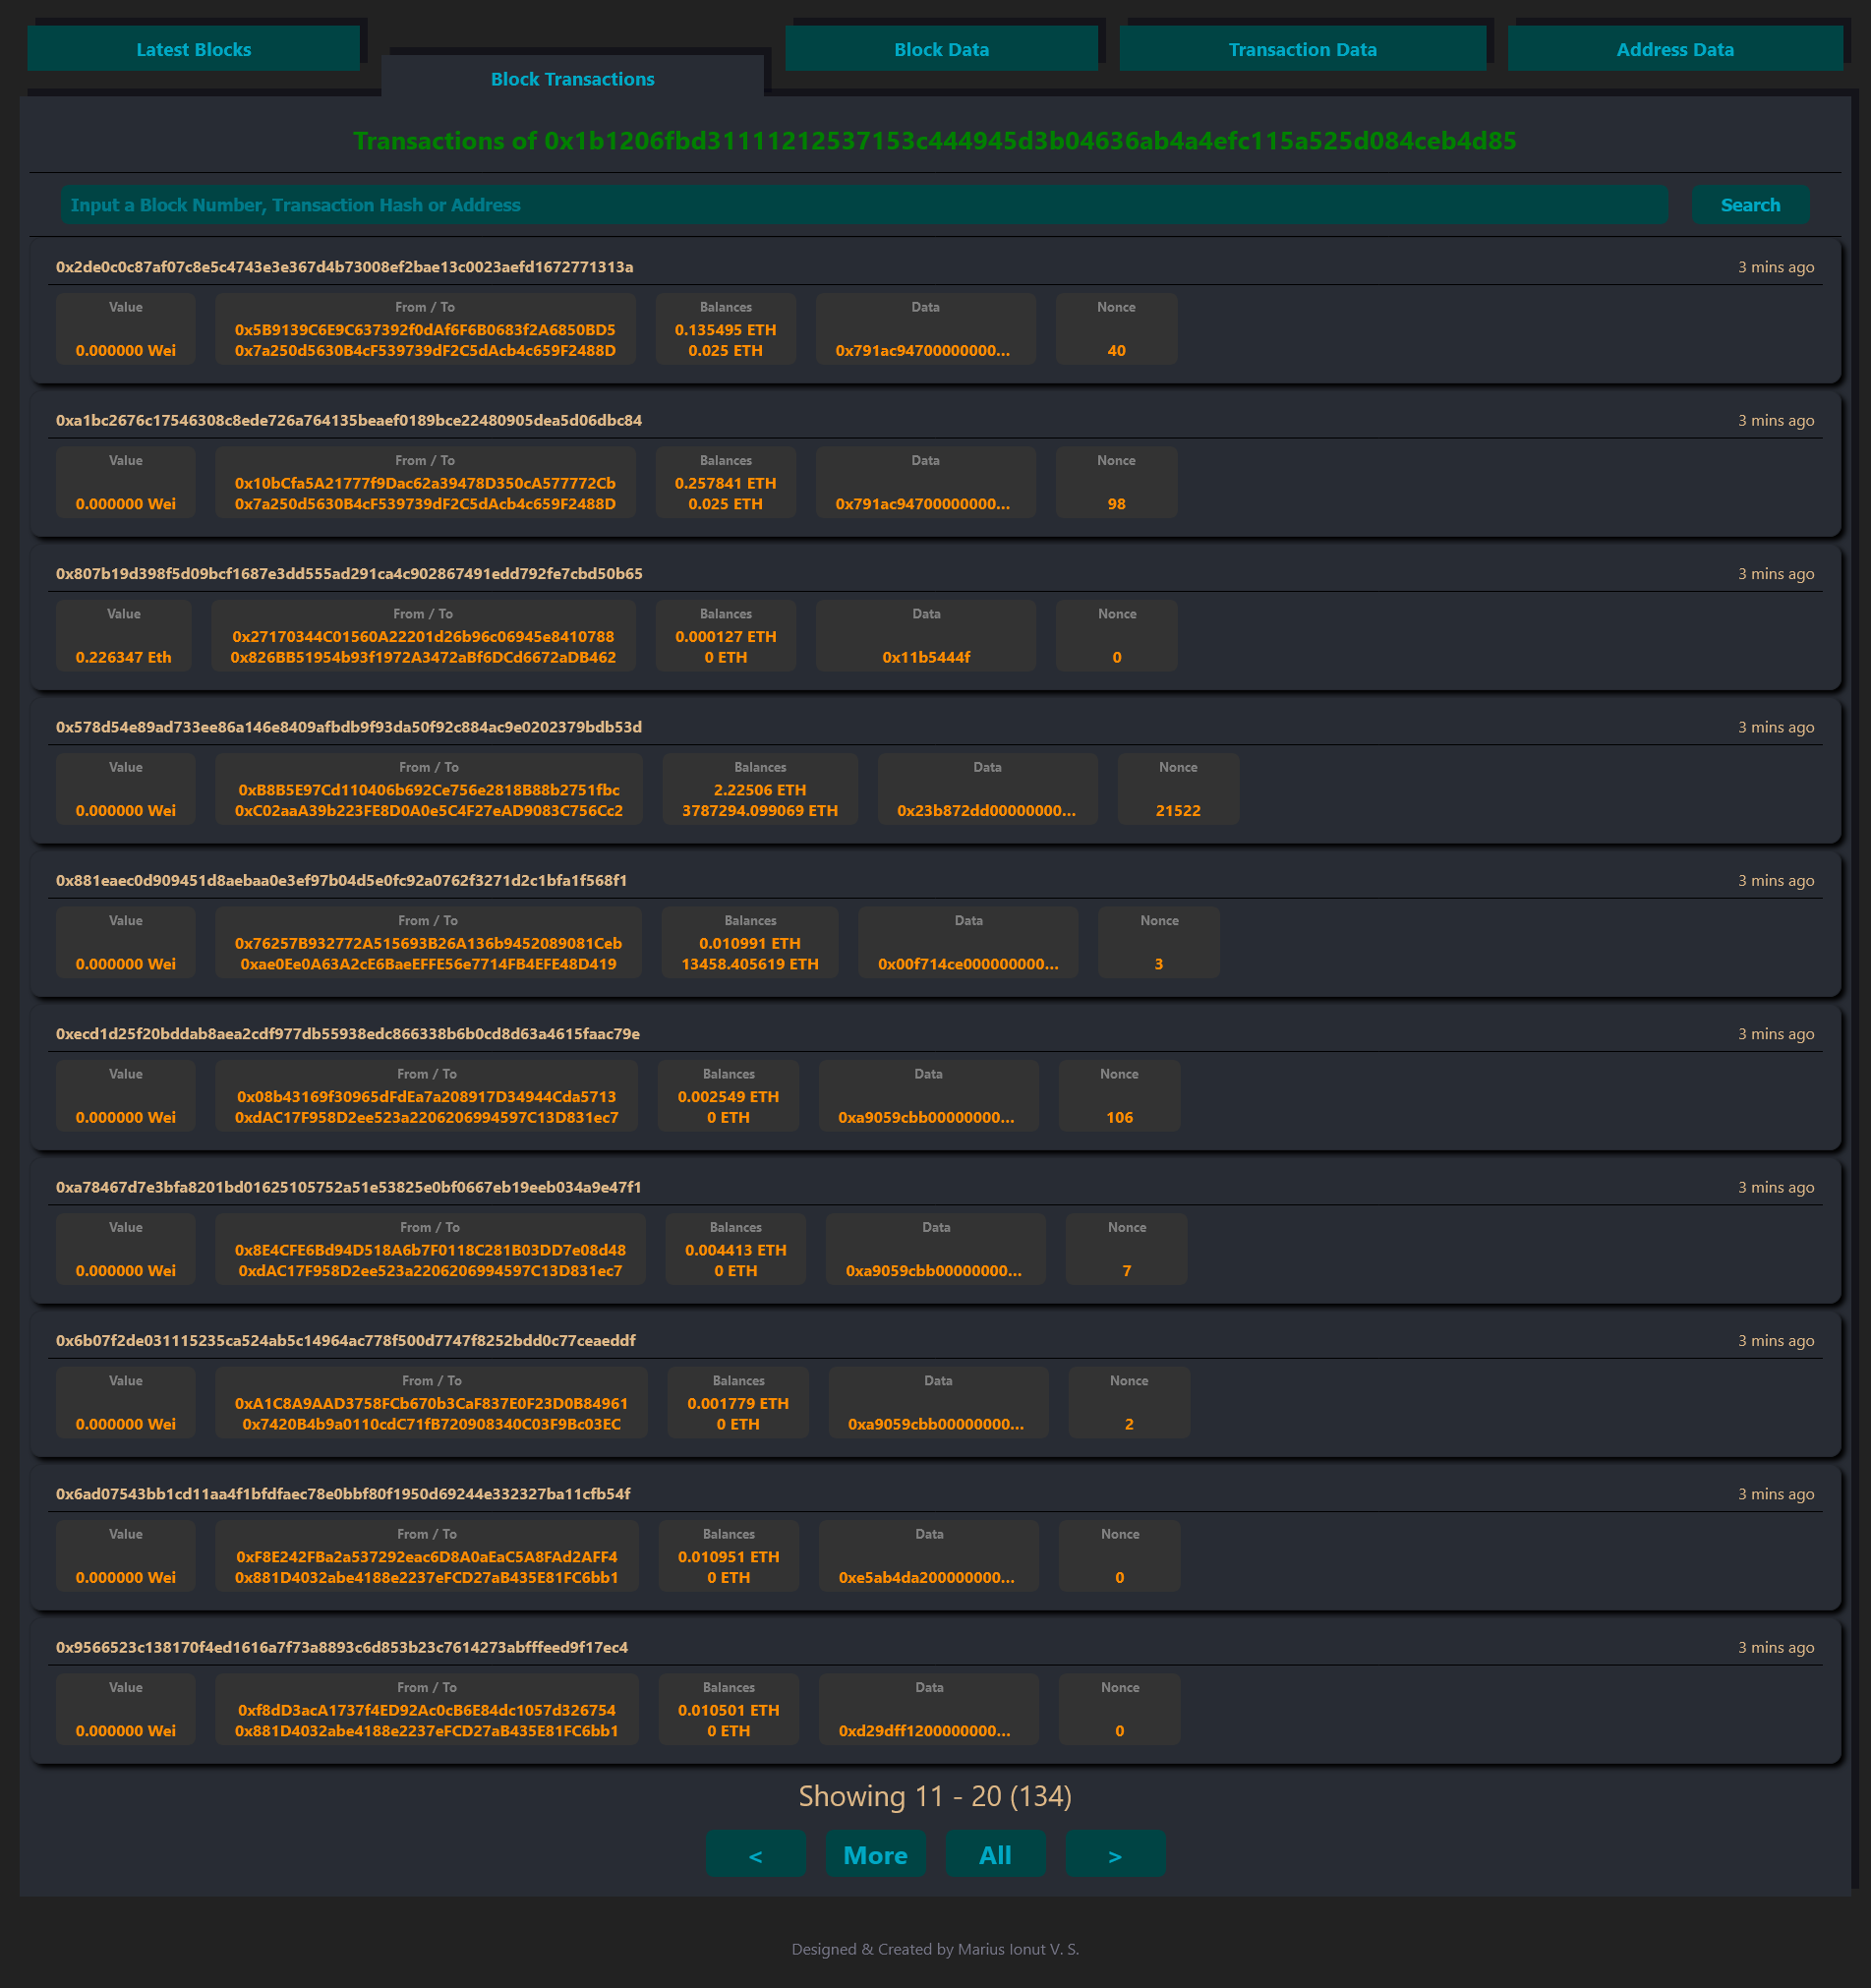 Latest Blocks
Block Transactions
Block Data
Transaction Data
Address Data
Transactions of 0x1b1206fbd31111212537153c444945d3b04636ab4a4efc115a525d084ceb4d85
Input a Block Number, Transaction Hash or Address
Search
0x2de0c0c87af07c8e5c4743e3e367d4b73008ef2bae13c0023aefd1672771313a 3 mins ago
Value From / To Balances Data Nonce
0x5B9139C6E9C637392f0dAf6F6B0683f2A6850BD5 0.135495 ETH
0.000000 Wei 0x7a250d5630B4cF539739dF2C5dAcb4c659F2488D 0.025 ETH 0x791ac94700000000... 40
0xa1bc2676c17546308c8ede726a764135beaef0189bce22480905dea5d06dbc84 3 mins ago
Value From / To Balances Data Nonce
0x10bCfa5A21777f9Dac62a39478D350cA577772Cb 0.257841 ETH
0.000000 Wei 0x7a250d5630B4cF539739dF2C5dAcb4c659F2488D 0.025 ETH 0x791ac94700000000... 98
0x807b19d398f5d09bcf1687e3dd555ad291ca4c902867491edd792fe7cbd50b65 3 mins ago
Value From / To Balances Data Nonce
0x27170344C01560A22201d26b96c06945e8410788 0.000127 ETH
0.226347 Eth 0x826BB51954b93f1972A3472aBf6DCd6672aDB462 0 ETH 0x11b5444f 0
0x578d54e89ad733ee86a146e8409afbdb9f93da50f92c884ac9e0202379bdb53d 3 mins ago
Value From / To Balances Data Nonce
0xB8B5E97Cd110406b692Ce756e2818B88b2751fbc 2.22506 ETH
0.000000 Wei 0xC02aaA39b223FE8D0A0e5C4F27eAD9083C756Cc2 3787294.099069 ETH 0x23b872dd00000000... 21522
0x881eaec0d909451d8aebaa0e3ef97b04d5e0fc92a0762f3271d2c1bfa1f568f1 3 mins ago
Value From / To Balances Data Nonce
0x76257B932772A515693B26A136b9452089081Ceb 0.010991 ETH
0.000000 Wei 0xae0Ee0A63A2cE6BaeEFFE56e7714FB4EFE48D419 13458.405619 ETH 0x00f714ce000000000... 3
0xecd1d25f20bddab8aea2cdf977db55938edc866338b6b0cd8d63a4615faac79e 3 mins ago
Value From / To Balances Data Nonce
0x08b43169f30965dFdEa7a208917D34944Cda5713 0.002549 ETH
0.000000 Wei 0xdAC17F958D2ee523a2206206994597C13D831ec7 0 ETH 0xa9059cbb00000000... 106
0xa78467d7e3bfa8201bd01625105752a51e53825e0bf0667eb19eeb034a9e47f1 3 mins ago
Value From / To Balances Data Nonce
0x8E4CFE6Bd94D518A6b7F0118C281B03DD7e08d48 0.004413 ETH
0.000000 Wei 0xdAC17F958D2ee523a2206206994597C13D831ec7 0 ETH 0xa9059cbb00000000... 7
0x6b07f2de031115235ca524ab5c14964ac778f500d7747f8252bdd0c77ceaeddf 3 mins ago
Value From / To Balances Data Nonce
0xA1C8A9AAD3758FCb670b3CaF837E0F23D0B84961 0.001779 ETH
0.000000 Wei 0x7420B4b9a0110cdC71fB720908340C03F9Bc03EC 0 ETH 0xa9059cbb00000000... 2
0x6ad07543bb1cd11aa4f1bfdfaec78e0bbf80f1950d69244e332327ba11cfb54f 3 mins ago
Value From / To Balances Data Nonce
0xF8E242FBa2a537292eac6D8A0aEaC5A8FAd2AFF4 0.010951 ETH
0.000000 Wei 0x881D4032abe4188e2237eFCD27aB435E81FC6bb1 0 ETH 0xe5ab4da200000000... 0
0x9566523c138170f4ed1616a7f73a8893c6d853b23c7614273abfffeed9f17ec4 3 mins ago
Value From / To Balances Data Nonce
0xf8dD3acA1737f4ED92Ac0cB6E84dc1057d326754 0.010501 ETH
0.000000 Wei 0x881D4032abe4188e2237eFCD27aB435E81FC6bb1 0 ETH 0xd29dff1200000000... 0
Showing 11 - 20 (134)
< More All >
Designed & Created by Marius Ionut V. S.